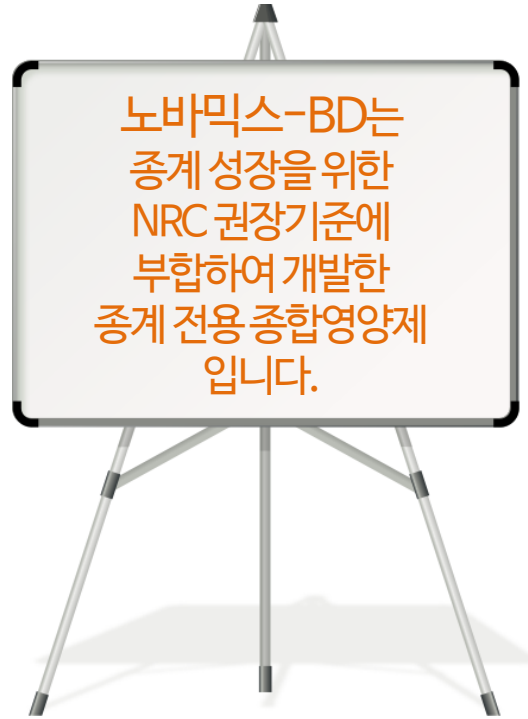 노바믹스-BD는
종계 성장을 위한
NRC 권장기준에
부합하여 개발한
종계 전용 종합영양제
입니다.